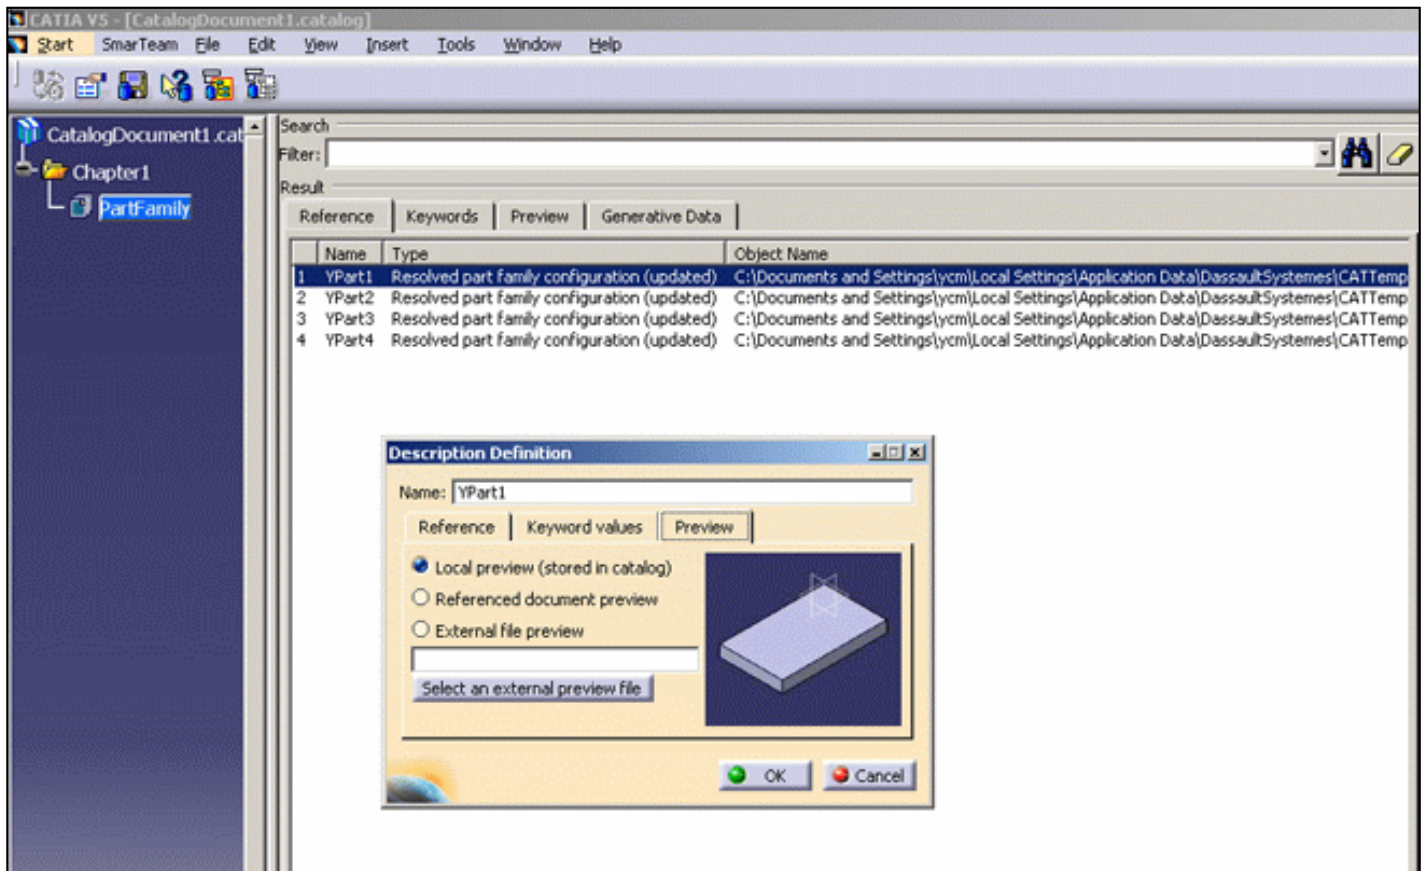 CATIA V5 - [CatalogDocument1.catalog]
Start SmarTeam File Edit View Insert Tools Window Help
CatalogDocument1.cat
Chapter1
PartFamily
Search
Filter:
Result
Reference Keywords Preview Generative Data
Name Type Object Name
1 YPart1 Resolved part family configuration (updated) C:\Documents and Settings\ycm\Local Settings\Application Data\DassaultSystemes\CATTemp
2 YPart2 Resolved part family configuration (updated) C:\Documents and Settings\ycm\Local Settings\Application Data\DassaultSystemes\CATTemp
3 YPart3 Resolved part family configuration (updated) C:\Documents and Settings\ycm\Local Settings\Application Data\DassaultSystemes\CATTemp
4 YPart4 Resolved part family configuration (updated) C:\Documents and Settings\ycm\Local Settings\Application Data\DassaultSystemes\CATTemp
Description Definition
Name: YPart1
Reference Keyword values Preview
Local preview (stored in catalog)
Referenced document preview
External file preview
Select an external preview file
OK Cancel